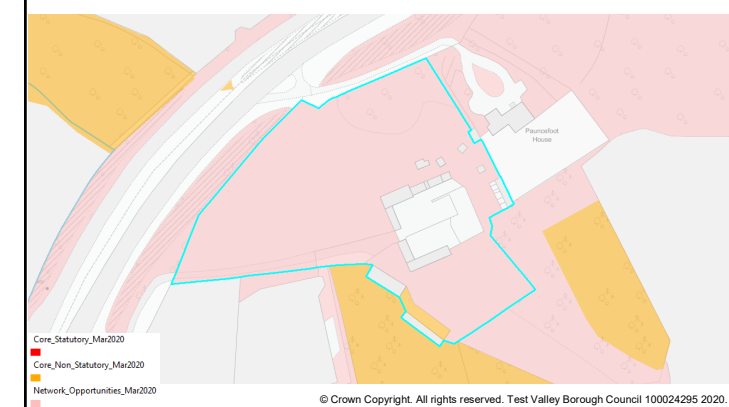 Pauncefoot
House
Core_Statutory_Mar2020
Core_Non_Statutory_Mar2020
Network_Opportunities_Mar2020
© Crown Copyright. All rights reserved. Test Valley Borough Council 100024295 2020.